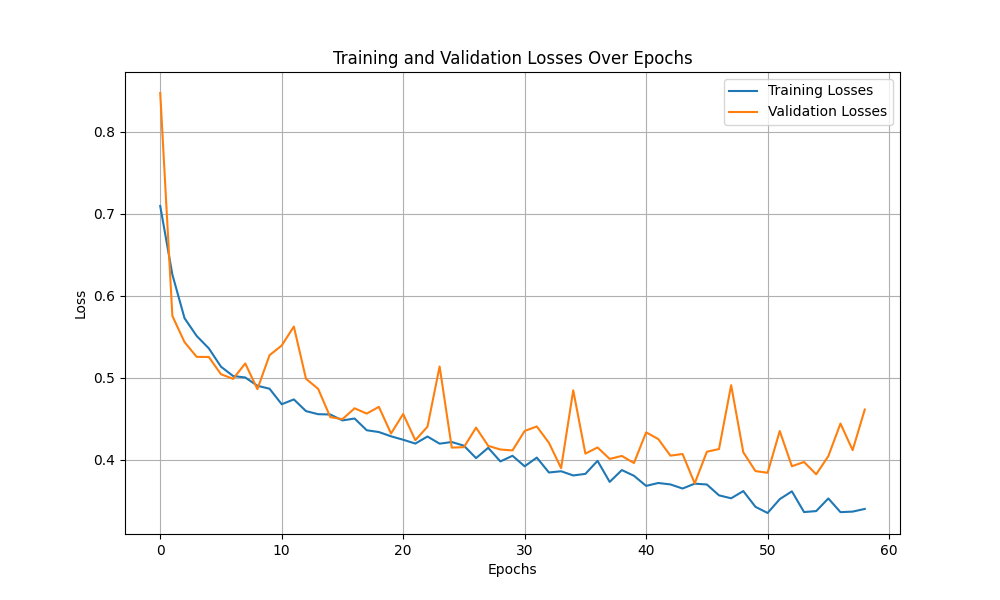 Training and Validation Losses Over Epochs
Training Losses
Validation Losses
0.8
0.7
0.6
0.5
0.4
Loss
0 10 20 30 40 50 60
Epochs